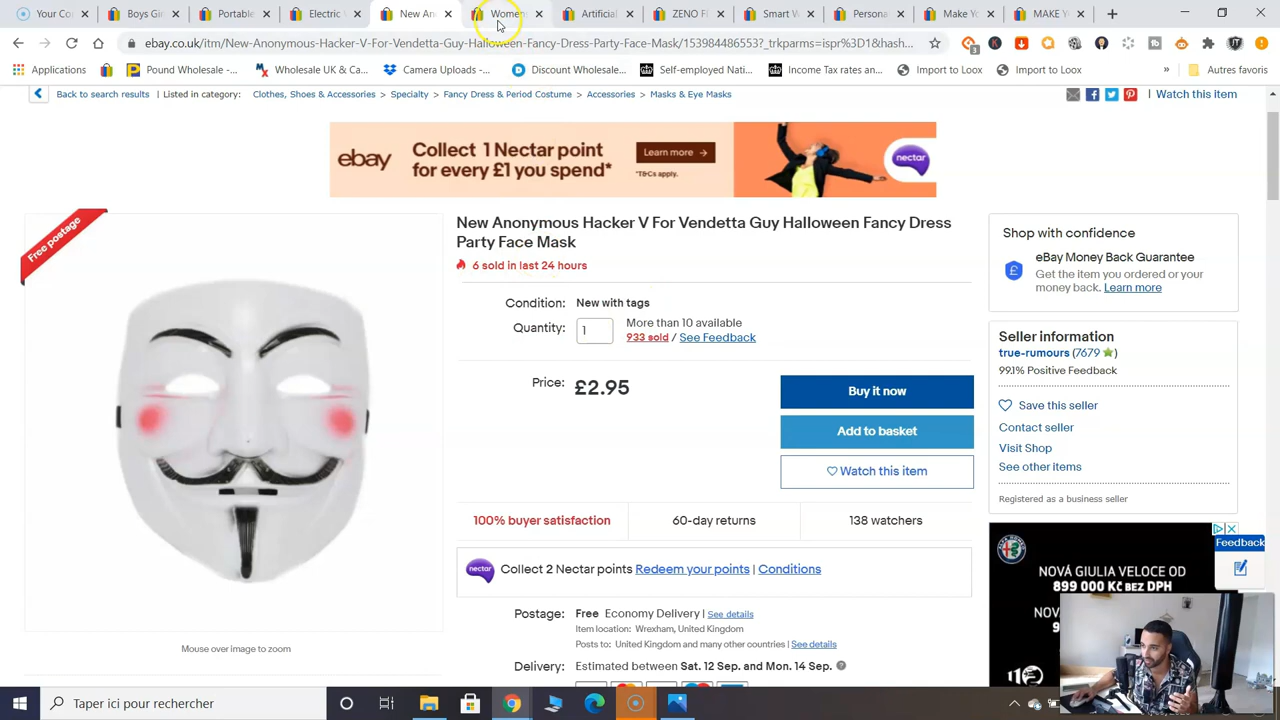 Your Co
Boys Gi
Portable
Electric
New An
Womens
Artificial
ZENO Fi
Smart W
Persona
Make Yo
MAKE Y
ebay.co.uk/itm/New-Anonymous-Hacker-V-For-Vendetta-Guy-Halloween-Fancy-Dress-Party-Face-Mask/153984486553?_trkparms=ispr%3D1&hash...
Applications
Pound Wholesale -...
Wholesale UK & Ca...
Camera Uploads -...
Discount Wholesale...
Self-employed Nati...
Income Tax rates an...
Import to Loox
Import to Loox
»
Autres favoris
Back to search results | Listed in category: Clothes, Shoes & Accessories > Specialty > Fancy Dress & Period Costume > Accessories > Masks & Eye Masks
| Watch this item
ebay
Collect 1 Nectar point
for every £1 you spend*
Learn more →
*T&Cs apply.
nectar
Free postage
New Anonymous Hacker V For Vendetta Guy Halloween Fancy Dress
Party Face Mask
6 sold in last 24 hours
Condition: New with tags
Quantity: 1
More than 10 available
933 sold / See Feedback
Price: £2.95
Buy it now
Add to basket
Watch this item
100% buyer satisfaction
60-day returns
138 watchers
nectar
Collect 2 Nectar points Redeem your points | Conditions
Postage: Free Economy Delivery | See details
Item location: Wrexham, United Kingdom
Posts to: United Kingdom and many other countries | See details
Delivery: Estimated between Sat. 12 Sep. and Mon. 14 Sep.
Mouse over image to zoom
Shop with confidence
eBay Money Back Guarantee
Get the item you ordered or your
money back. Learn more
Seller information
true-rumours (7679)
99.1% Positive Feedback
Save this seller
Contact seller
Visit Shop
See other items
Registered as a business seller
NOVÁ GIULIA VELOCE OD
899 000 Kč BEZ DPH
Feedback
Taper ici pour rechercher